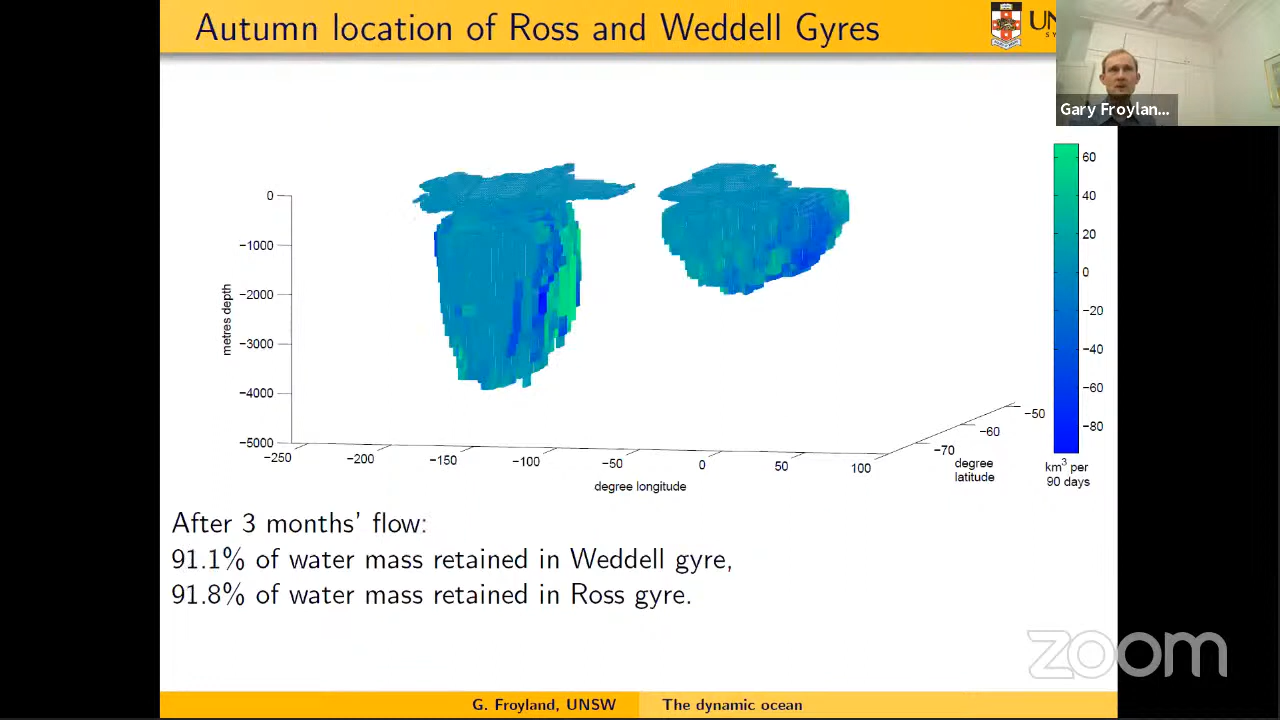 Autumn location of Ross and Weddell Gyres
Gary Froylan...
0
−1000
−2000
−3000
−4000
−5000
metres depth
−250
−200
−150
−100
−50
0
50
100
degree longitude
−70
−60
−50
degree
latitude
60
40
20
0
−20
−40
−60
−80
km³ per
90 days
After 3 months' flow:
91.1% of water mass retained in Weddell gyre,
91.8% of water mass retained in Ross gyre.
zoom
G. Froyland, UNSW
The dynamic ocean